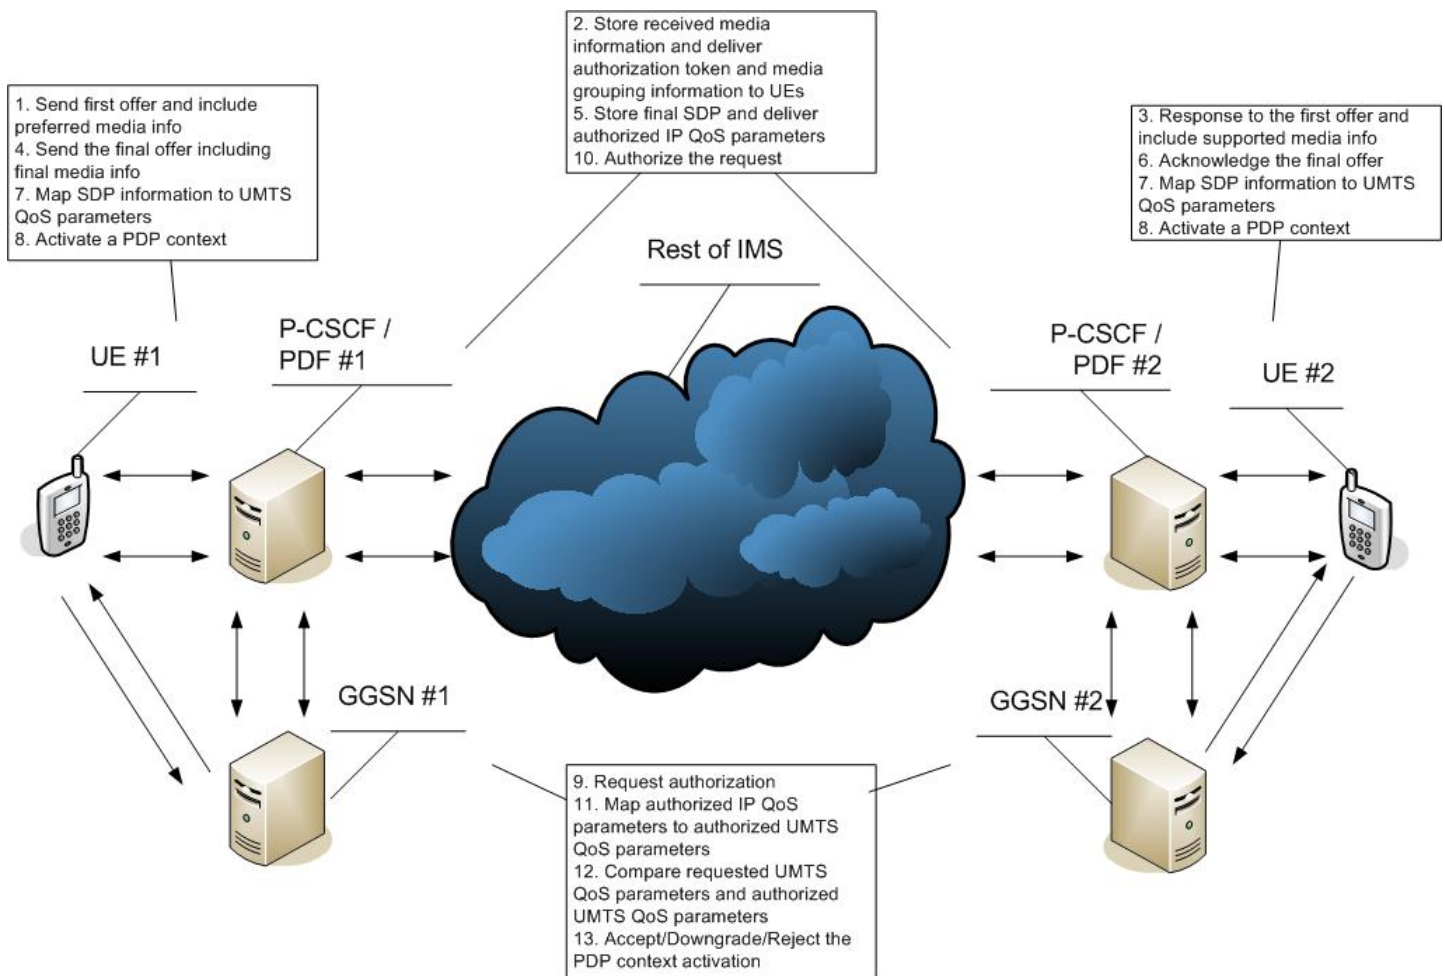 2. Store received media
information and deliver
authorization token and media
grouping information to UEs
5. Store final SDP and deliver
authorized IP QoS parameters
10. Authorize the request
1. Send first offer and include
preferred media info
4. Send the final offer including
final media info
7. Map SDP information to UMTS
QoS parameters
8. Activate a PDP context
3. Response to the first offer and
include supported media info
6. Acknowledge the final offer
7. Map SDP information to UMTS
QoS parameters
8. Activate a PDP context
Rest of IMS
UE #1
P-CSCF /
PDF #1
P-CSCF /
PDF #2
UE #2
GGSN #1
GGSN #2
9. Request authorization
11. Map authorized IP QoS
parameters to authorized UMTS
QoS parameters
12. Compare requested UMTS
QoS parameters and authorized
UMTS QoS parameters
13. Accept/Downgrade/Reject the
PDP context activation